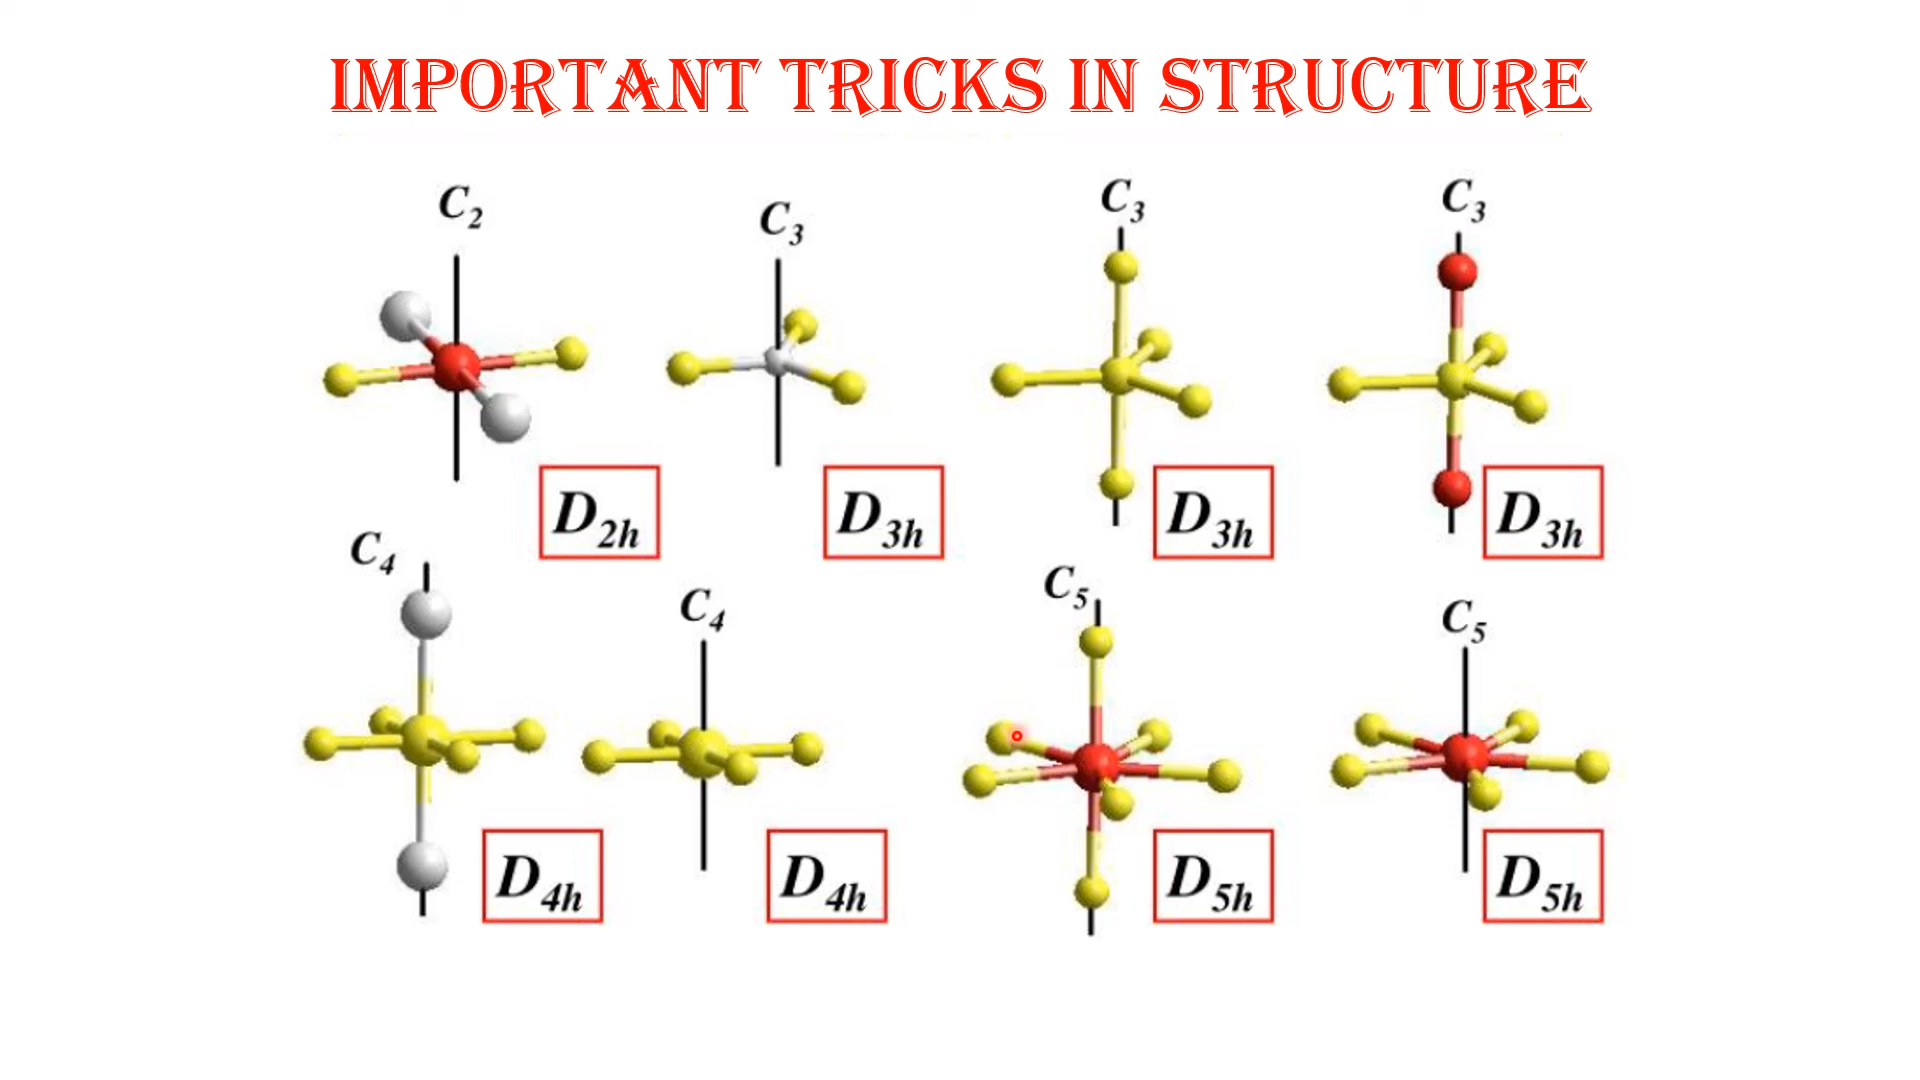 IMPORTANT TRICKS IN STRUCTURE
C2
C3
C3
C3
D2h
D3h
D3h
D3h
C4
C4
C5
C5
D4h
D4h
D5h
D5h